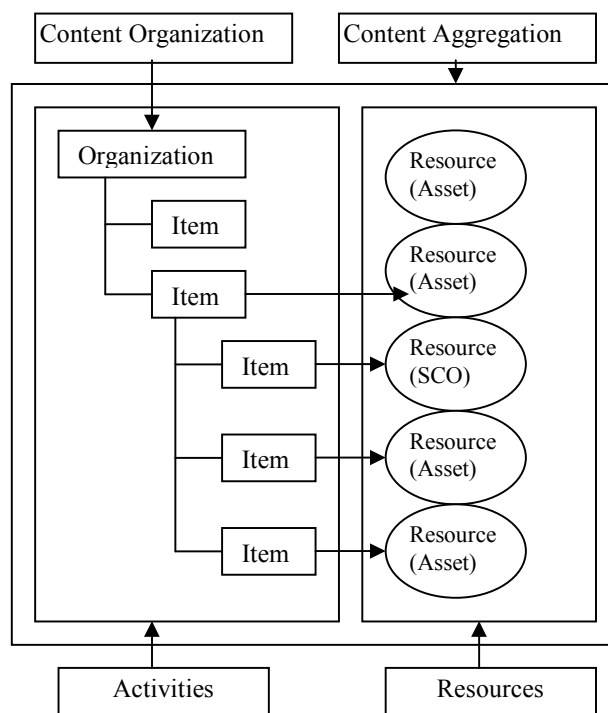 Content Organization
Content Aggregation
Organization
Item
Item
Item
Item
Item
Resource
(Asset)
Resource
(Asset)
Resource
(SCO)
Resource
(Asset)
Resource
(Asset)
Activities
Resources